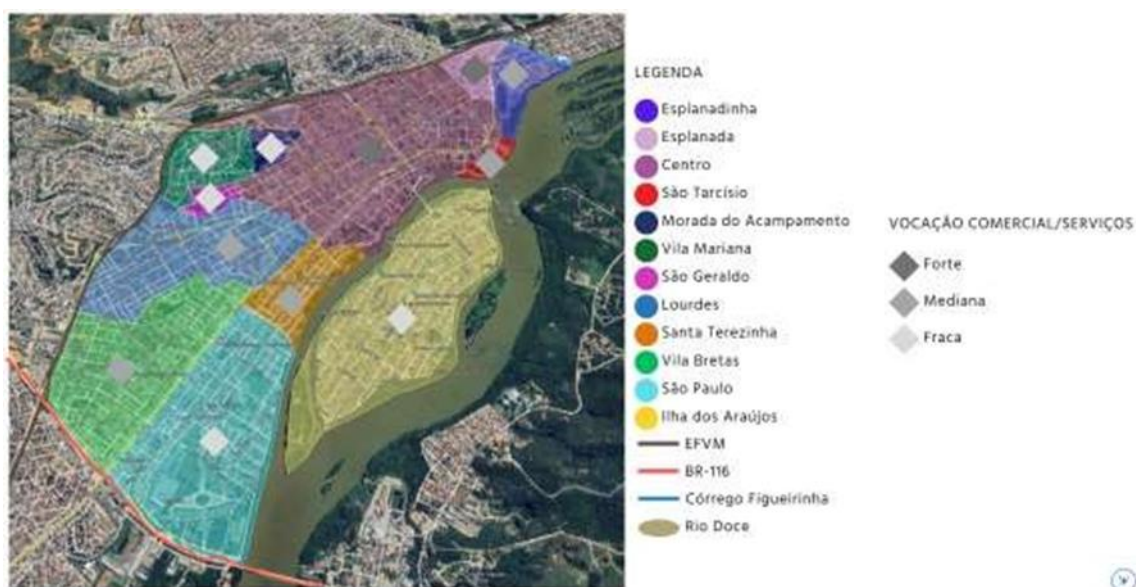 LEGENDA
Esplanadinha
Esplanada
Centro
São Tarcísio
Morada do Acampamento
Vila Mariana
São Geraldo
Lourdes
Santa Terezinha
Vila Bretas
São Paulo
Ilha dos Araújos
EFVM
BR-116
Córrego Figueirinha
Rio Doce
VOCAÇÃO COMERCIAL/SERVIÇOS
Forte
Mediana
Fraca